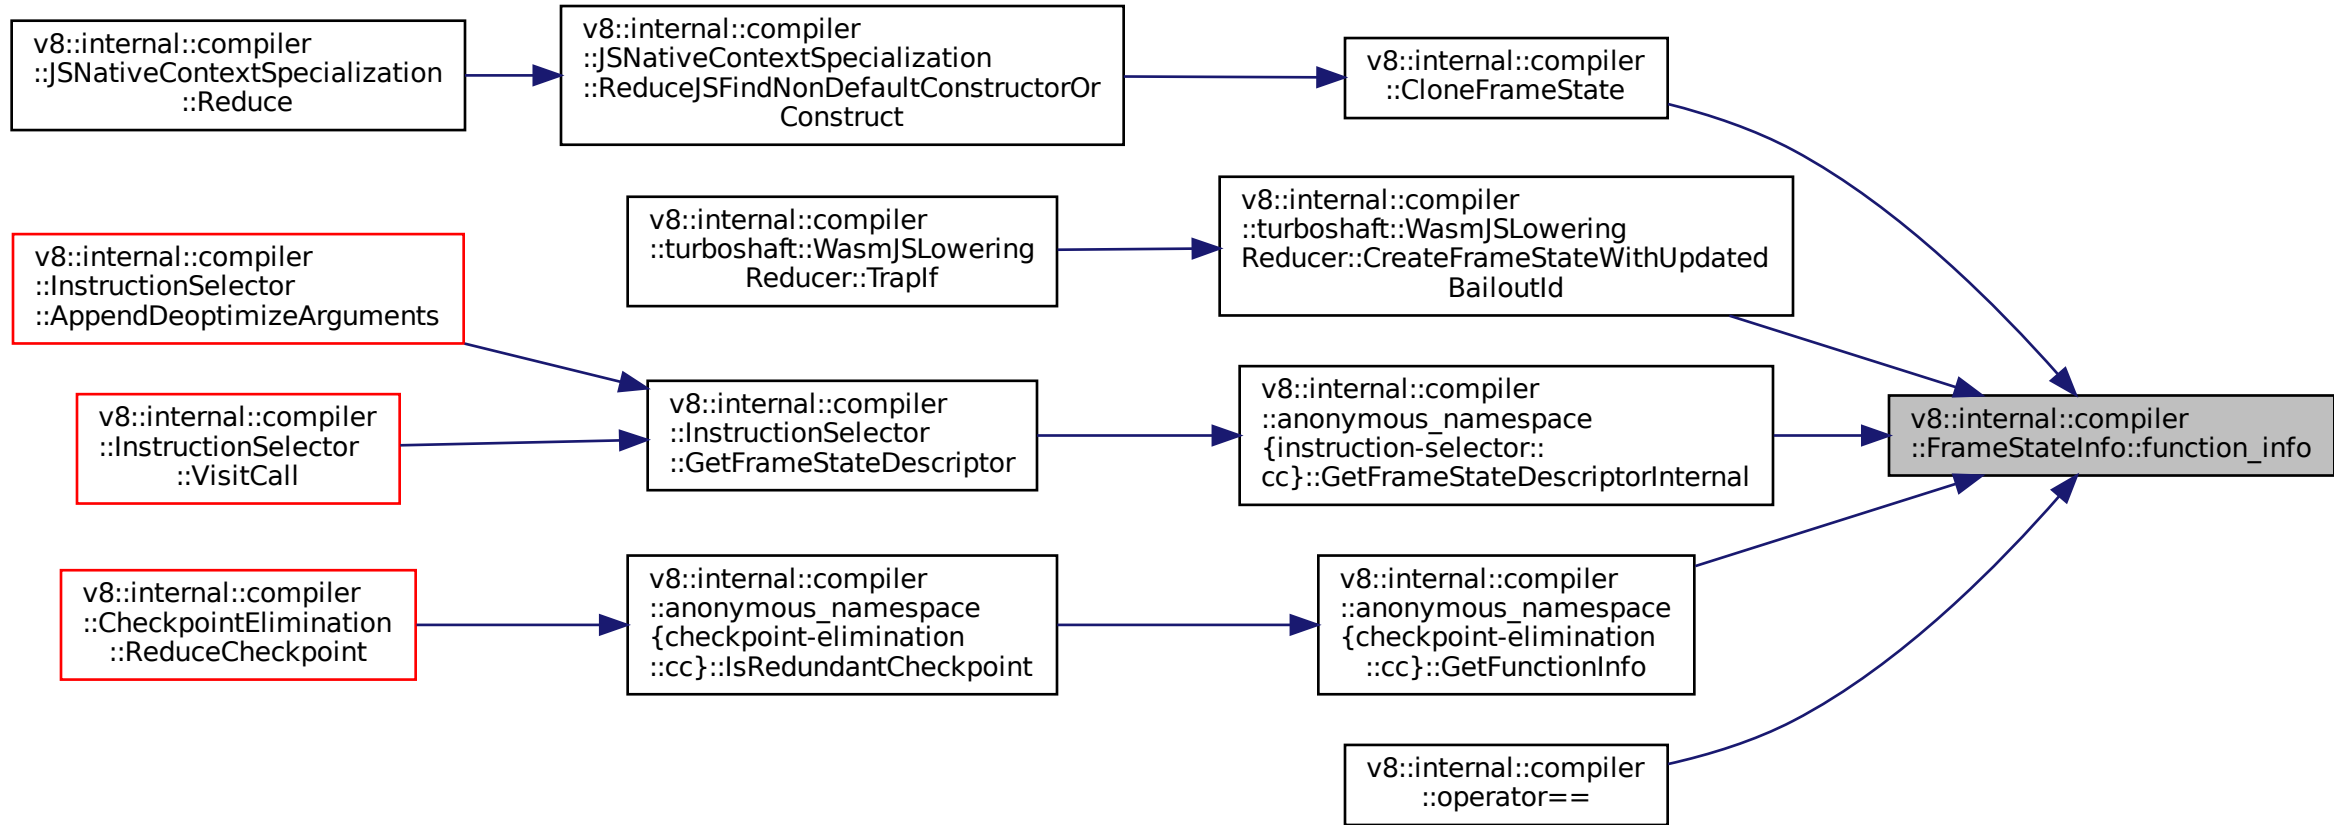 v8::internal::compiler
::JSNativeContextSpecialization
::Reduce
v8::internal::compiler
::JSNativeContextSpecialization
::ReduceJSFindNonDefaultConstructorOr
Construct
v8::internal::compiler
::CloneFrameState
v8::internal::compiler
::turboshaft::WasmJSLowering
Reducer::TrapIf
v8::internal::compiler
::turboshaft::WasmJSLowering
Reducer::CreateFrameStateWithUpdated
BailoutId
v8::internal::compiler
::InstructionSelector
::AppendDeoptimizeArguments
v8::internal::compiler
::InstructionSelector
::VisitCall
v8::internal::compiler
::InstructionSelector
::GetFrameStateDescriptor
v8::internal::compiler
::anonymous_namespace
{instruction-selector::
cc}::GetFrameStateDescriptorInternal
v8::internal::compiler
::FrameStateInfo::function_info
v8::internal::compiler
::CheckpointElimination
::ReduceCheckpoint
v8::internal::compiler
::anonymous_namespace
{checkpoint-elimination
::cc}::IsRedundantCheckpoint
v8::internal::compiler
::anonymous_namespace
{checkpoint-elimination
::cc}::GetFunctionInfo
v8::internal::compiler
::operator==